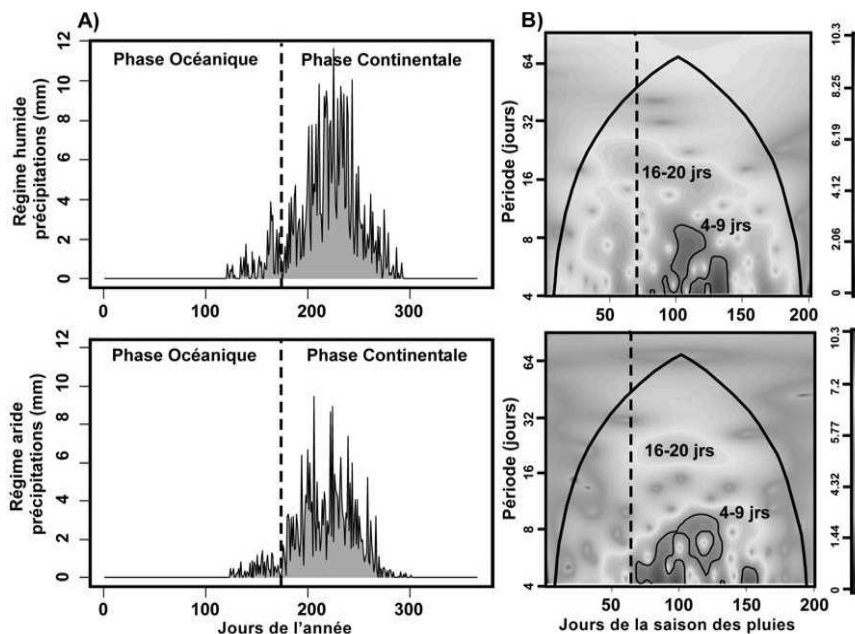 A)
Régime humide
précipitations (mm)
12
10
8
6
4
2
0
Phase Océanique
Phase Continentale
0
100
200
300
Régime aride
précipitations (mm)
12
10
8
6
4
2
0
Phase Océanique
Phase Continentale
0
100
200
300
Jours de l'année
B)
Période (jours)
64
32
16
8
4
16-20 jrs
4-9 jrs
50
100
150
200
10.3
8.25
6.19
4.12
2.06
0
Période (jours)
64
32
16
8
4
16-20 jrs
4-9 jrs
50
100
150
200
Jours de la saison des pluies
10.3
7.2
5.77
4.32
1.44
0